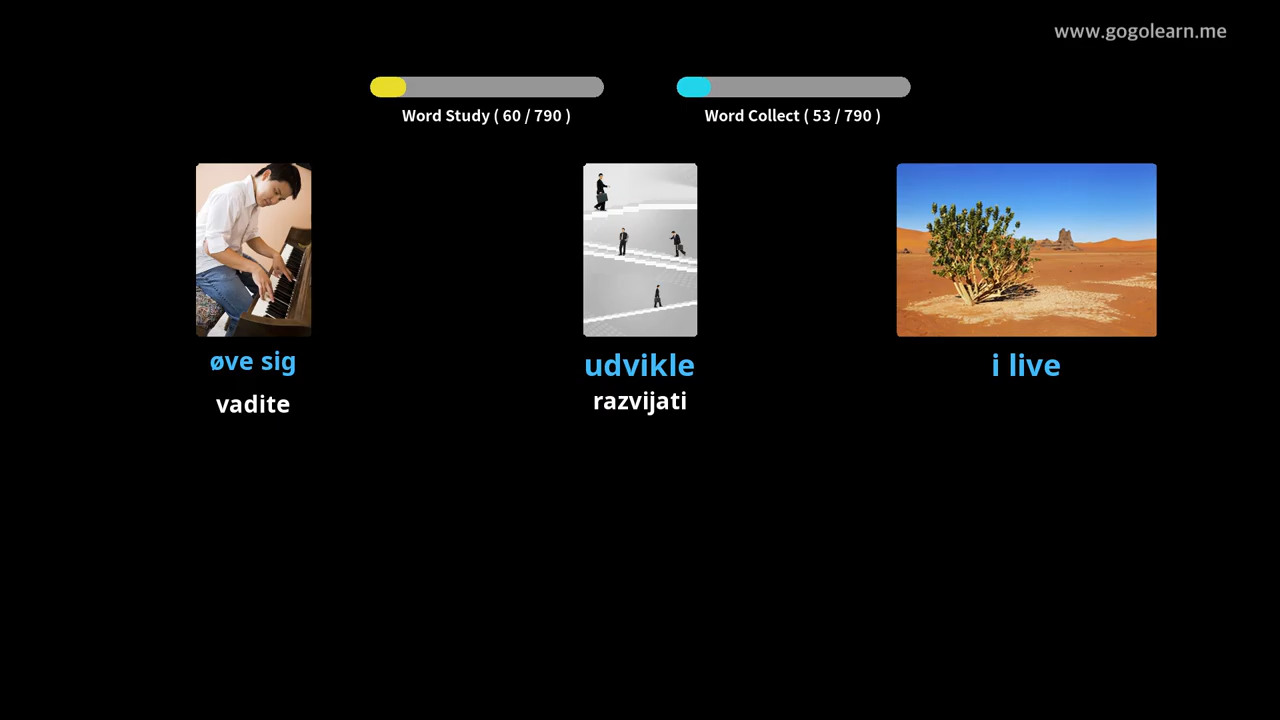 www.gogolearn.me
Word Study ( 60 / 790 )
Word Collect ( 53 / 790 )
øve sig
vadite
udvikle
razvijati
i live